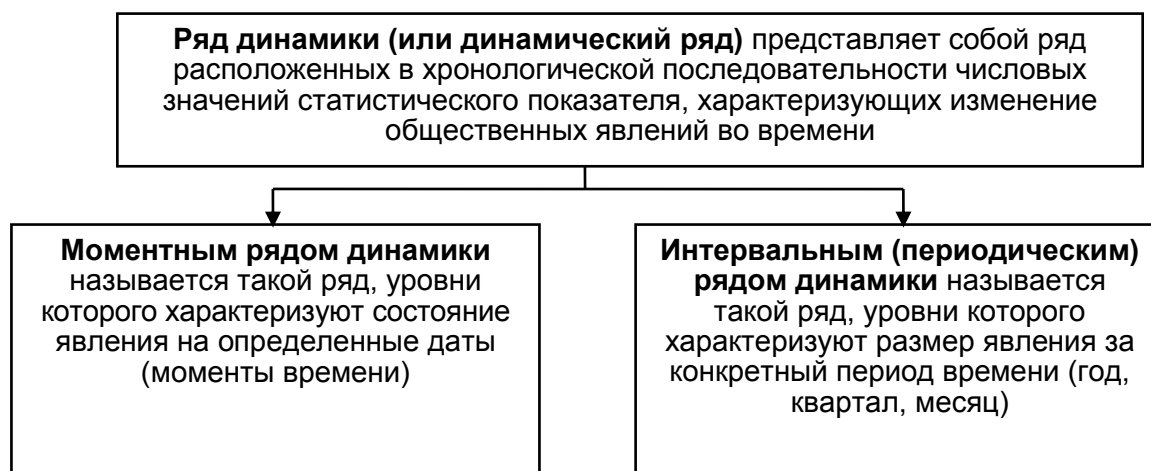 Ряд динамики (или динамический ряд) представляет собой ряд
расположенных в хронологической последовательности числовых
значений статистического показателя, характеризующих изменение
общественных явлений во времени
Моментным рядом динамики
называется такой ряд, уровни
которого характеризуют состояние
явления на определенные даты
(моменты времени)
Интервальным (периодическим)
рядом динамики называется
такой ряд, уровни которого
характеризуют размер явления за
конкретный период времени (год,
квартал, месяц)